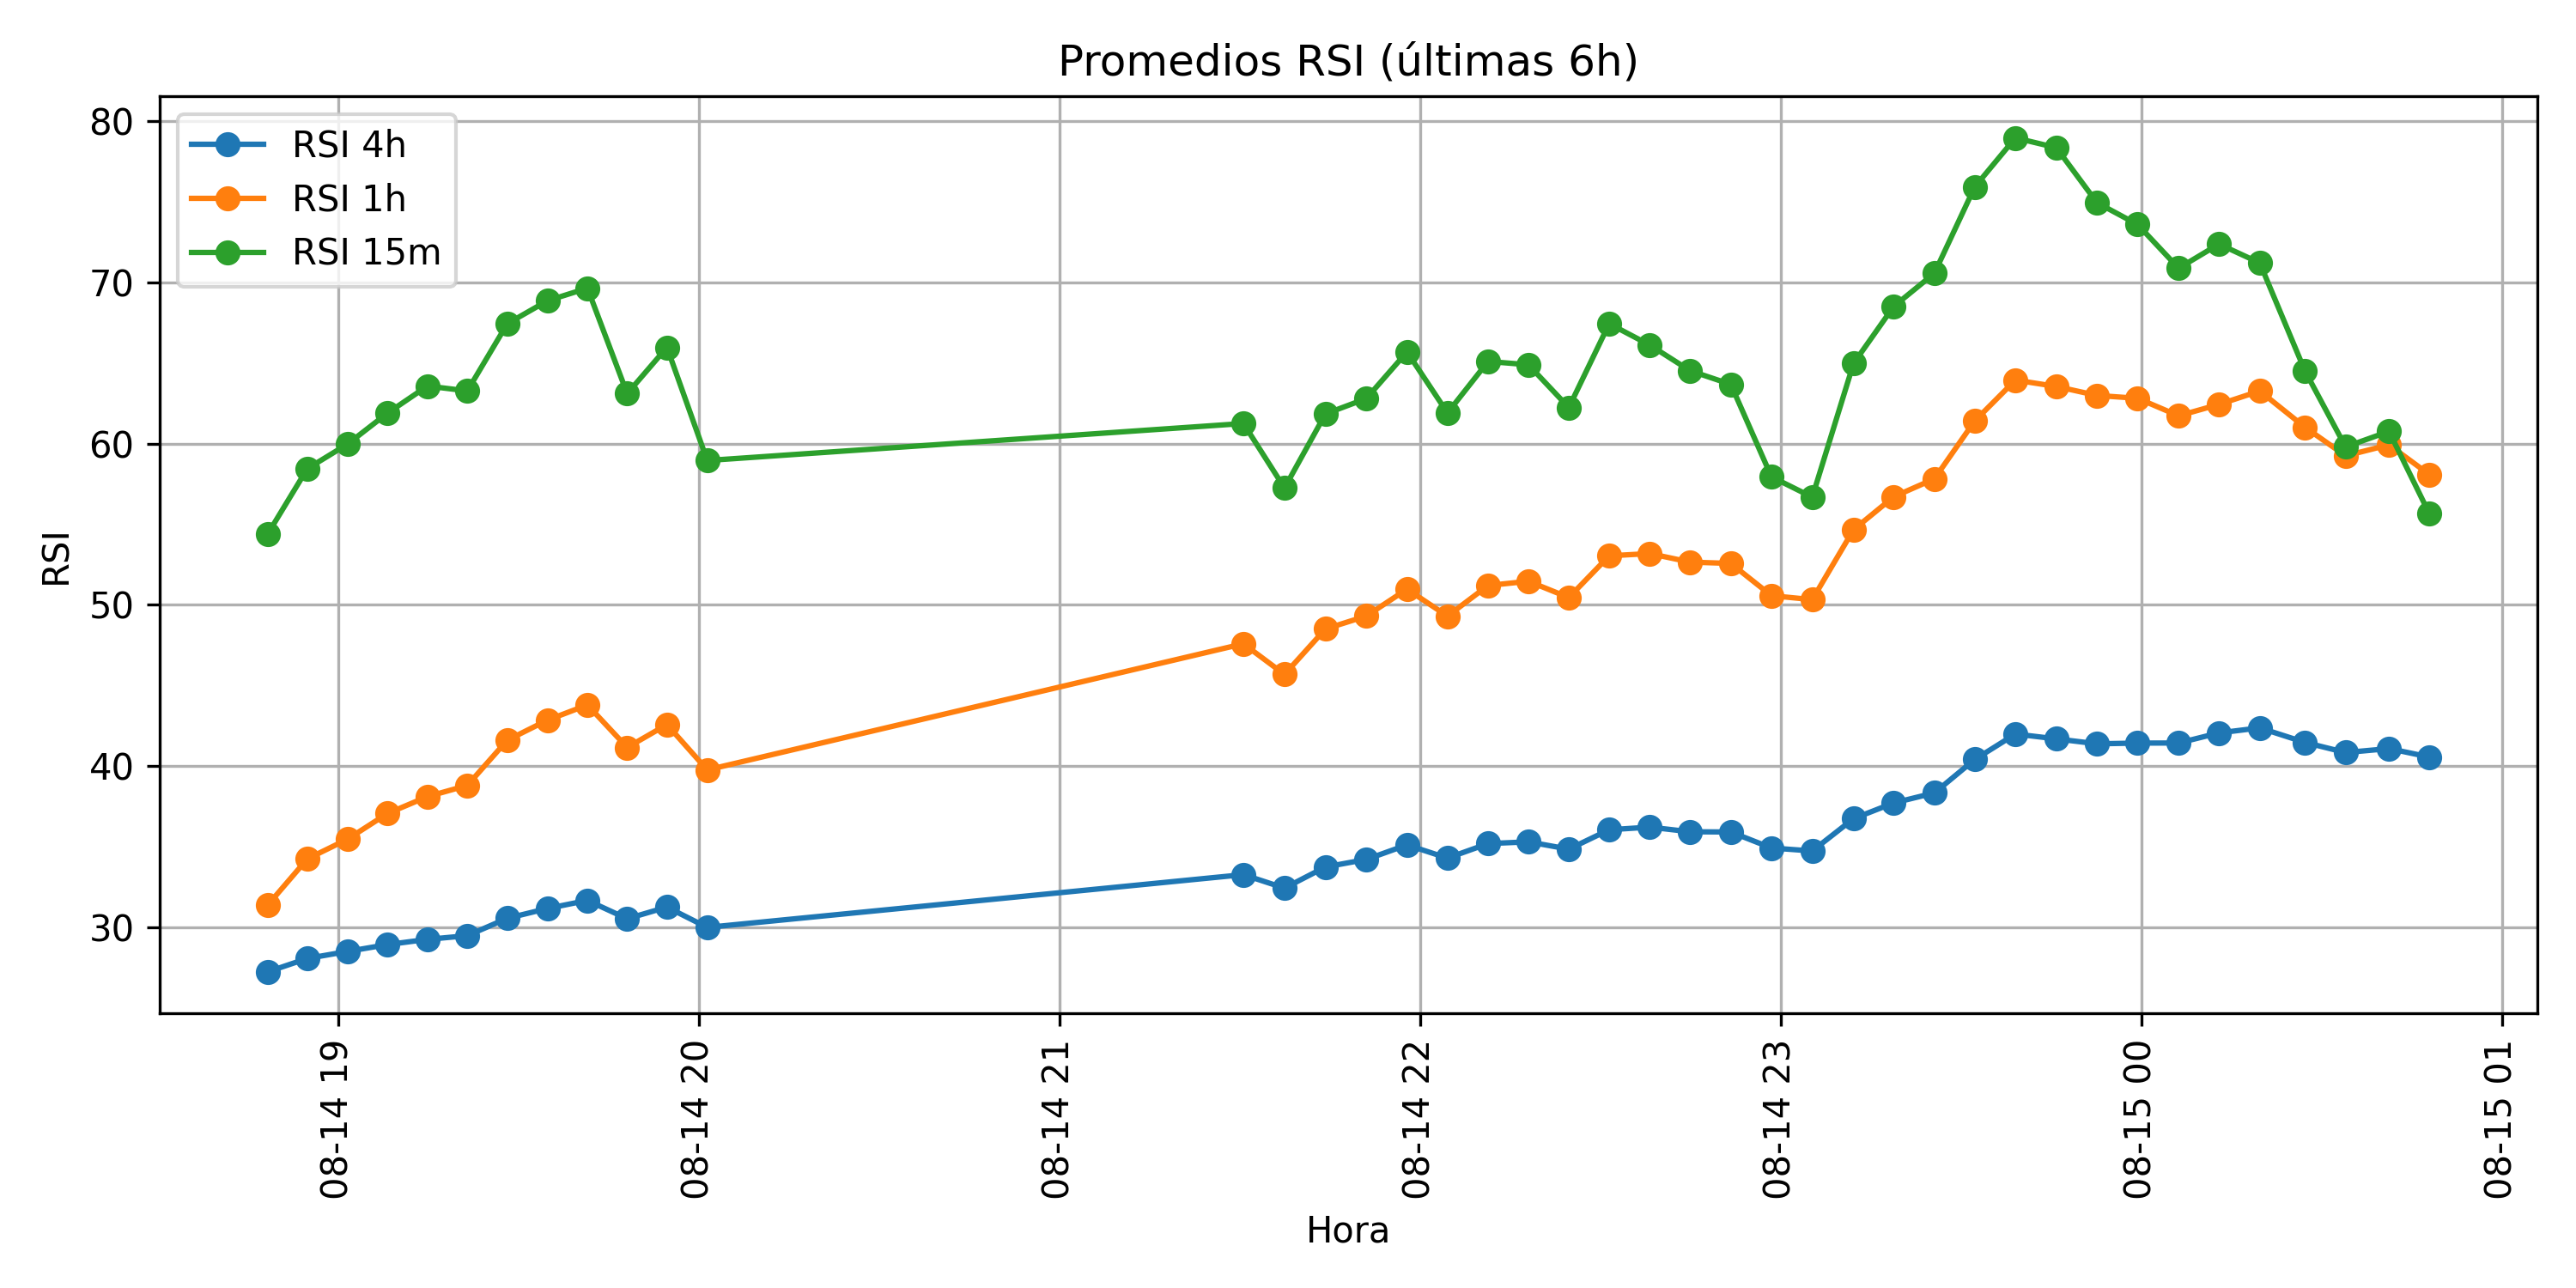 Promedios RSI (últimas 6h)
RSI 4h
RSI 1h
RSI 15m
80
70
60
50
40
30
RSI
08-14 19
08-14 20
08-14 21
08-14 22
08-14 23
08-15 00
08-15 01
Hora